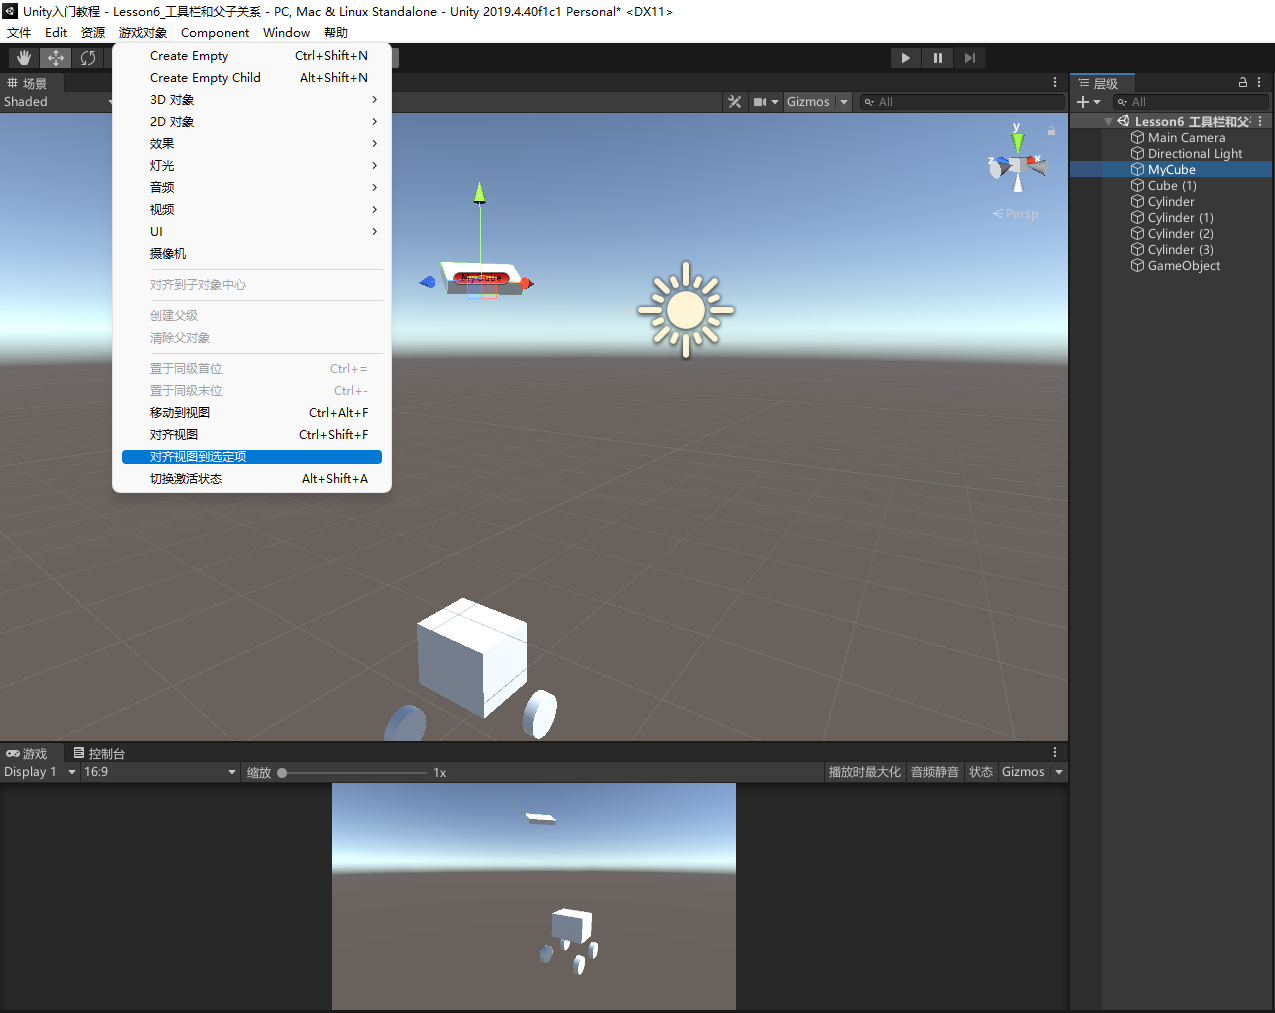 Unity入门教程 - Lesson6_工具栏和父子关系 - PC, Mac & Linux Standalone - Unity 2019.4.40f1c1 Personal* <DX11>
文件 Edit 资源 游戏对象 Component Window 帮助
Create Empty Ctrl+Shift+N
Create Empty Child Alt+Shift+N
3D 对象
2D 对象
效果
灯光
音频
视频
UI
摄像机
对齐到子对象中心
创建父级
清除父对象
置于同级首位 Ctrl+=
置于同级末位 Ctrl+-
移动到视图 Ctrl+Alt+F
对齐视图 Ctrl+Shift+F
对齐视图到选定项
切换激活状态 Alt+Shift+A
场景
Shaded
Gizmos
All
y
z
x
Persp
MyCube
层级
All
Lesson6 工具栏和父
Main Camera
Directional Light
MyCube
Cube (1)
Cylinder
Cylinder (1)
Cylinder (2)
Cylinder (3)
GameObject
游戏 控制台
Display 1 16:9 缩放 1x 播放时最大化 音频静音 状态 Gizmos